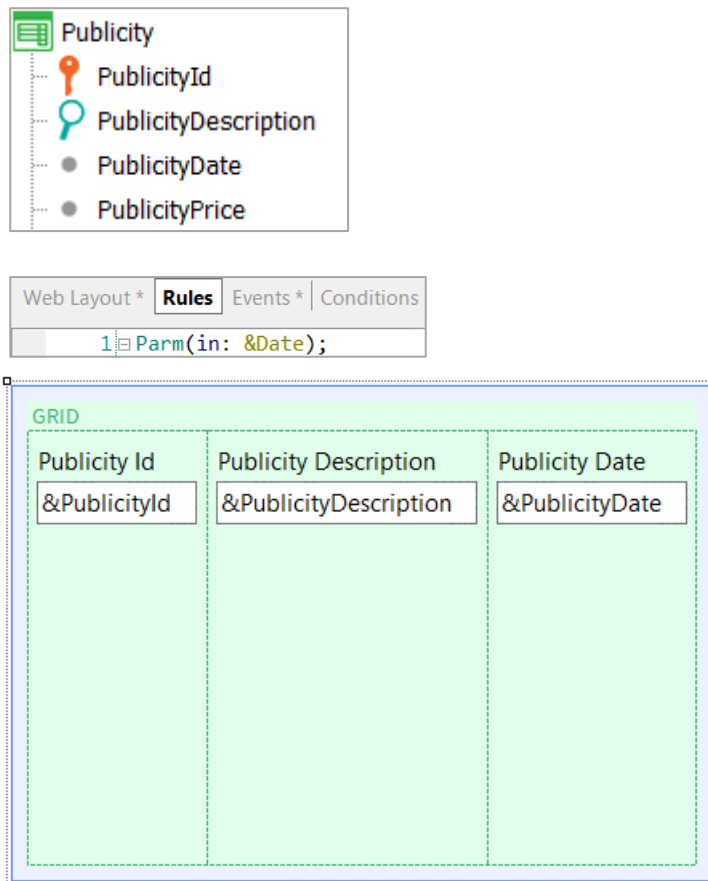 Publicity
PublicityId
PublicityDescription
PublicityDate
PublicityPrice
Web Layout * Rules Events * Conditions
1 Parm(in: &Date);
GRID
Publicity Id Publicity Description Publicity Date
&PublicityId &PublicityDescription &PublicityDate